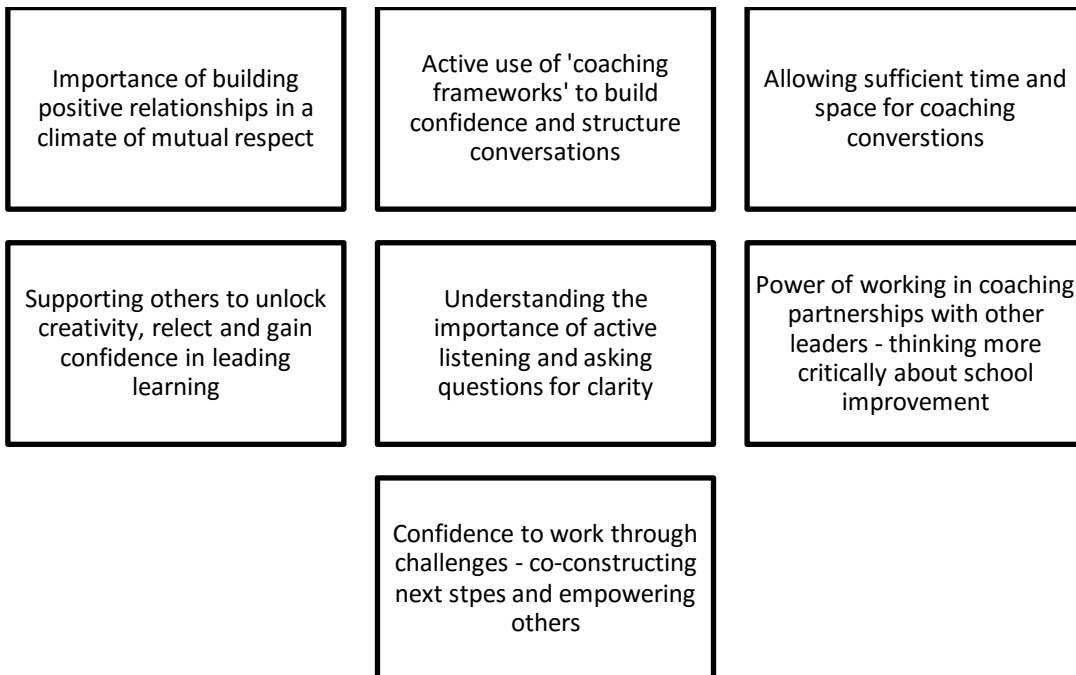 Importance of building
positive relationships in a
climate of mutual respect
Active use of 'coaching
frameworks' to build
confidence and structure
conversations
Allowing sufficient time and
space for coaching
converstions
Supporting others to unlock
creativity, relect and gain
confidence in leading
learning
Understanding the
importance of active
listening and asking
questions for clarity
Power of working in coaching
partnerships with other
leaders - thinking more
critically about school
improvement
Confidence to work through
challenges - co-constructing
next stpes and empowering
others